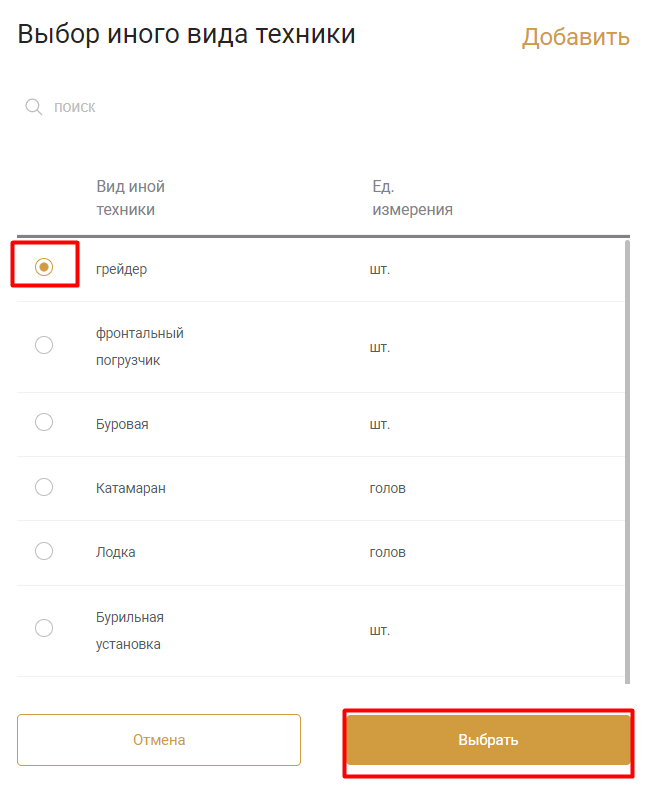 Выбор иного вида техники
Добавить
поиск
Вид иной
техники
Ед.
измерения
грейдер
шт.
фронтальный
погрузчик
шт.
Буровая
шт.
Катамаран
голов
Лодка
голов
Бурильная
установка
шт.
Отмена
Выбрать